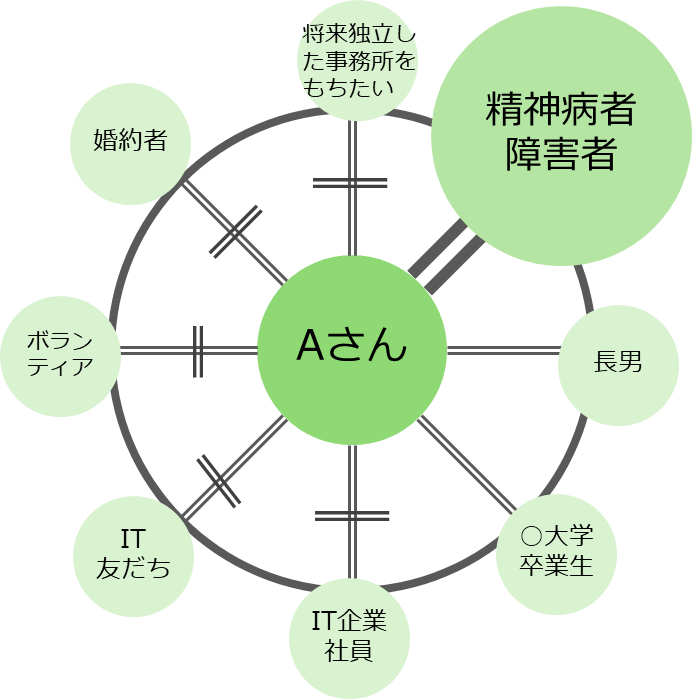 将来独立し
た事務所を
もちたい
精神病者
障害者
婚約者
Aさん
ボラン
ティア
長男
IT
友だち
○大学
卒業生
IT企業
社員